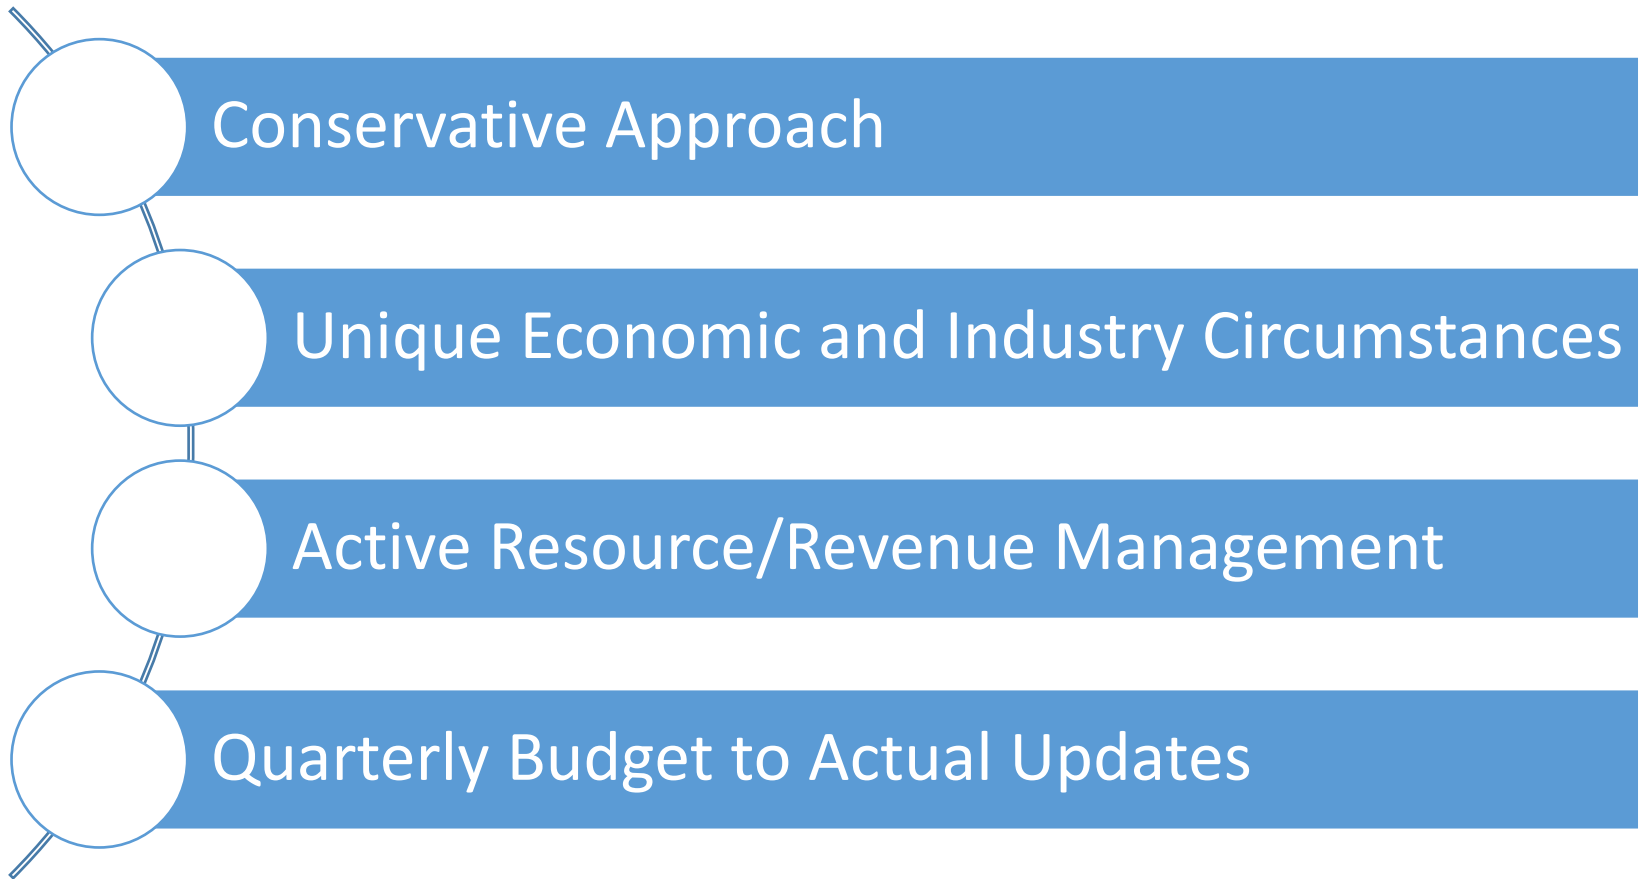 Conservative Approach
Unique Economic and Industry Circumstances
Active Resource/Revenue Management
Quarterly Budget to Actual Updates